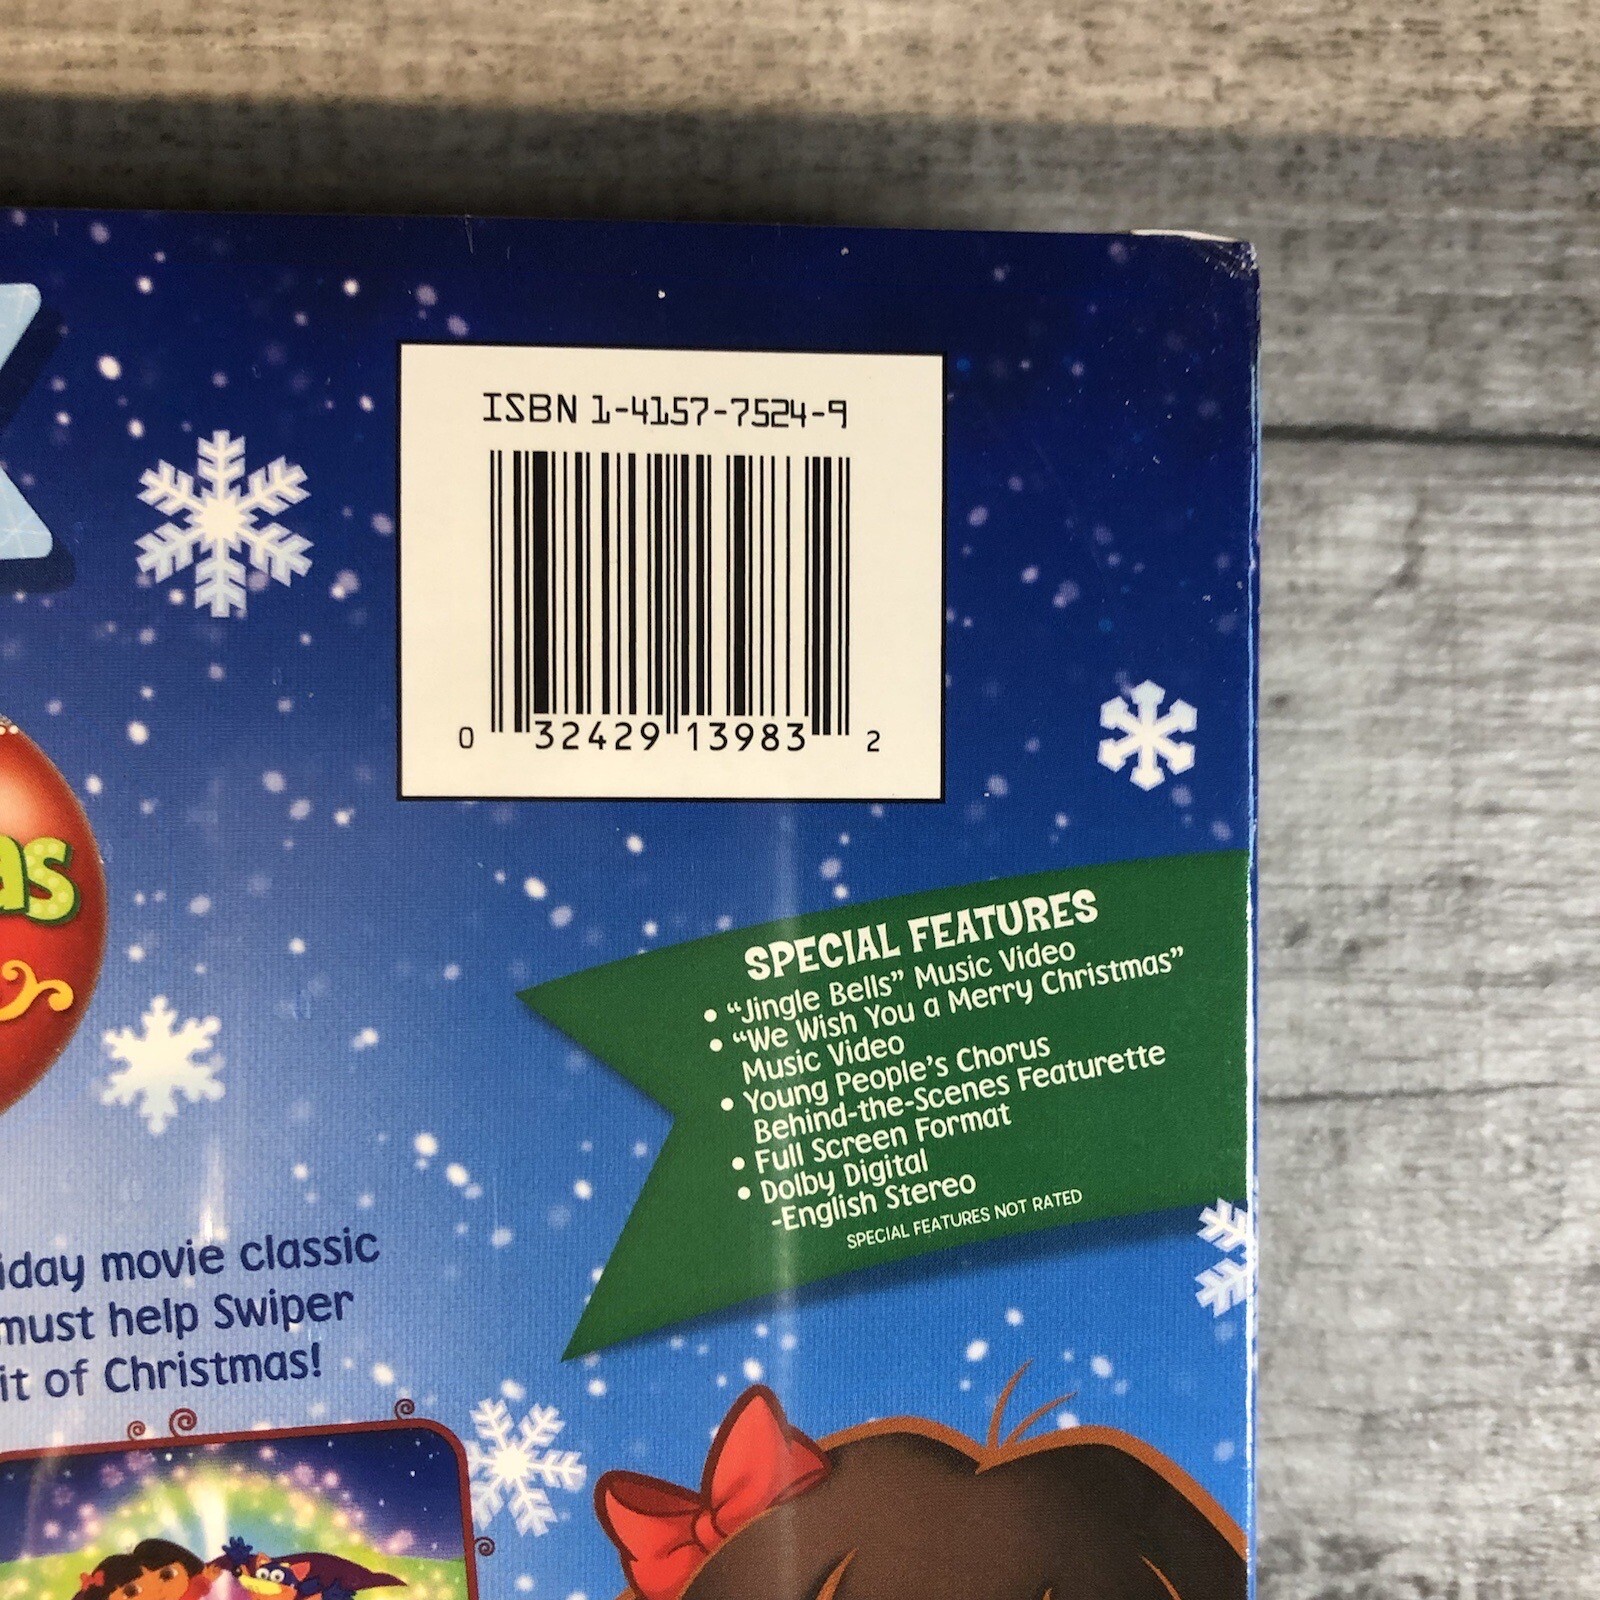 ISBN 1-4157-7524-9
0 32429 13983 2
as
SPECIAL FEATURES
• “Jingle Bells” Music Video
• “We Wish You a Merry Christmas”
Music Video
• Young People’s Chorus
Behind-the-Scenes Featurette
• Full Screen Format
• Dolby Digital
-English Stereo
SPECIAL FEATURES NOT RATED
iday movie classic
must help Swiper
it of Christmas!